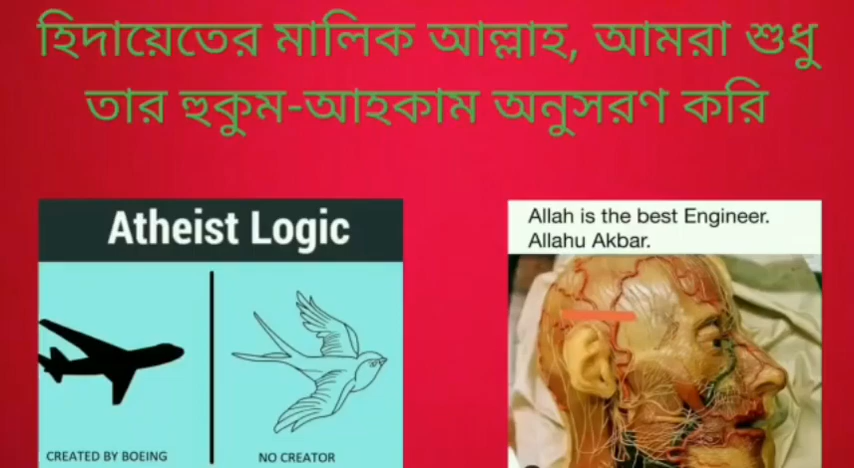 হিদায়েতের মালিক আল্লাহ, আমরা শুধু
তার হুকুম-আহকাম অনুসরণ করি
Atheist Logic
CREATED BY BOEING
NO CREATOR
Allah is the best Engineer.
Allahu Akbar.